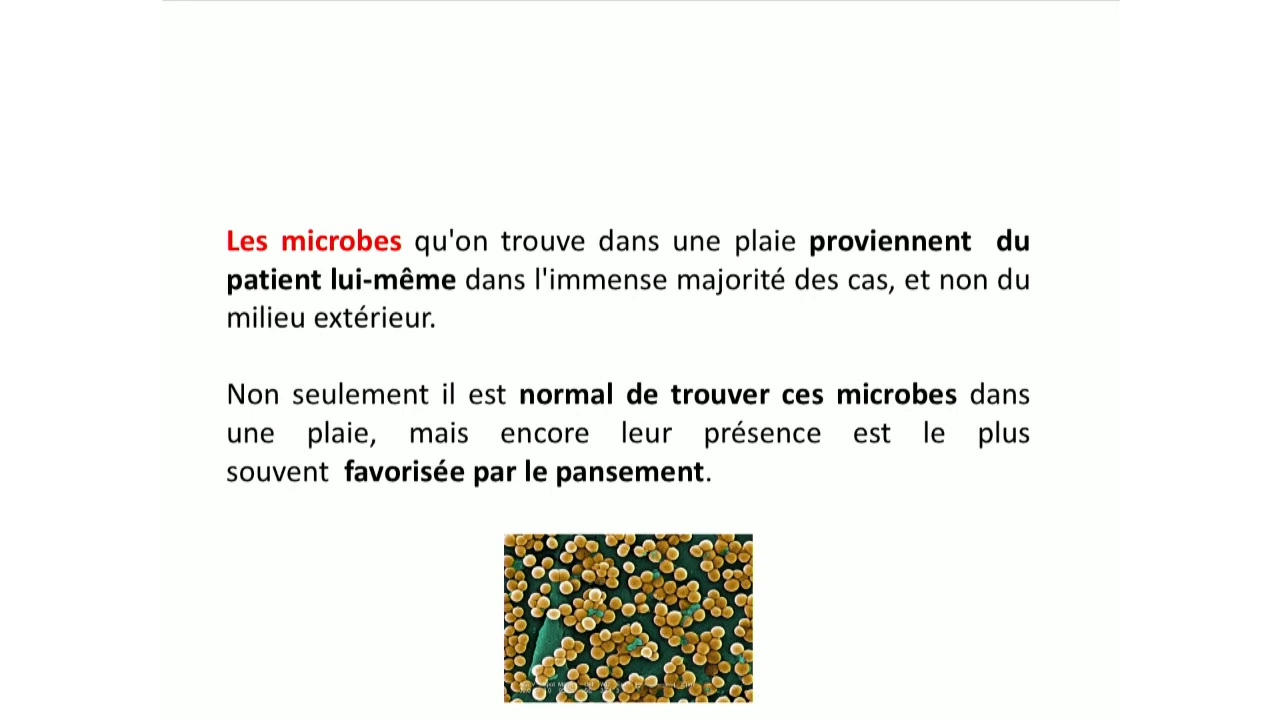 Les microbes qu'on trouve dans une plaie proviennent du
patient lui-même dans l'immense majorité des cas, et non du
milieu extérieur.
Non seulement il est normal de trouver ces microbes dans
une plaie, mais encore leur présence est le plus
souvent favorisée par le pansement.